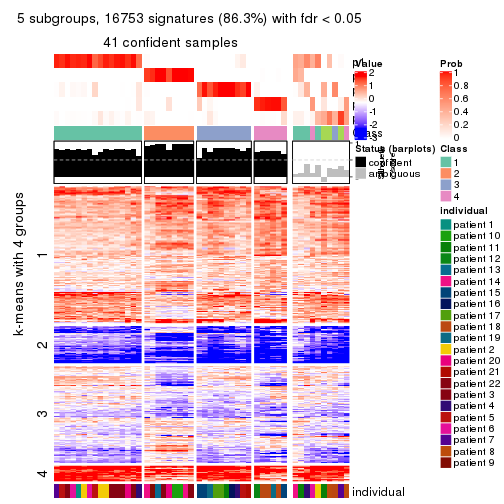 5 subgroups, 16753 signatures (86.3%) with fdr < 0.05
41 confident samples
k-means with 4 groups
1
2
3
4
Class
individual
Value
2
1
0
-1
-2
-3
Status (barplots)
confident
ambiguous
Prob
1
0.8
0.6
0.4
0.2
0
Class
1
2
3
4
individual
patient 1
patient 10
patient 11
patient 12
patient 13
patient 14
patient 15
patient 16
patient 17
patient 18
patient 19
patient 2
patient 20
patient 21
patient 22
patient 3
patient 4
patient 5
patient 6
patient 7
patient 8
patient 9